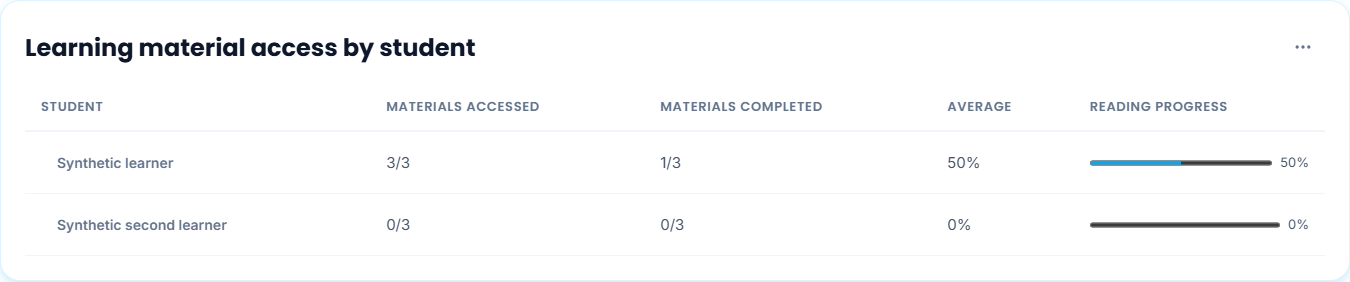 Learning material access by student
STUDENT MATERIALS ACCESSED MATERIALS COMPLETED AVERAGE READING PROGRESS
Synthetic learner 3/3 1/3 50% 50%
Synthetic second learner 0/3 0/3 0% 0%